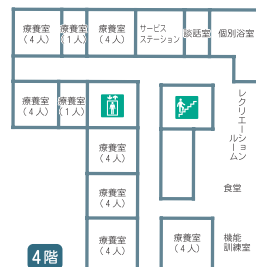 療養室
(4人)
療養室
(1人)
療養室
(4人)
サービス
ステーション
談話室
個別浴室
療養室
(4人)
療養室
(1人)
レクリエーション
ルーム
療養室
(4人)
療養室
(4人)
食堂
療養室
(4人)
療養室
(4人)
機能
訓練室
4階